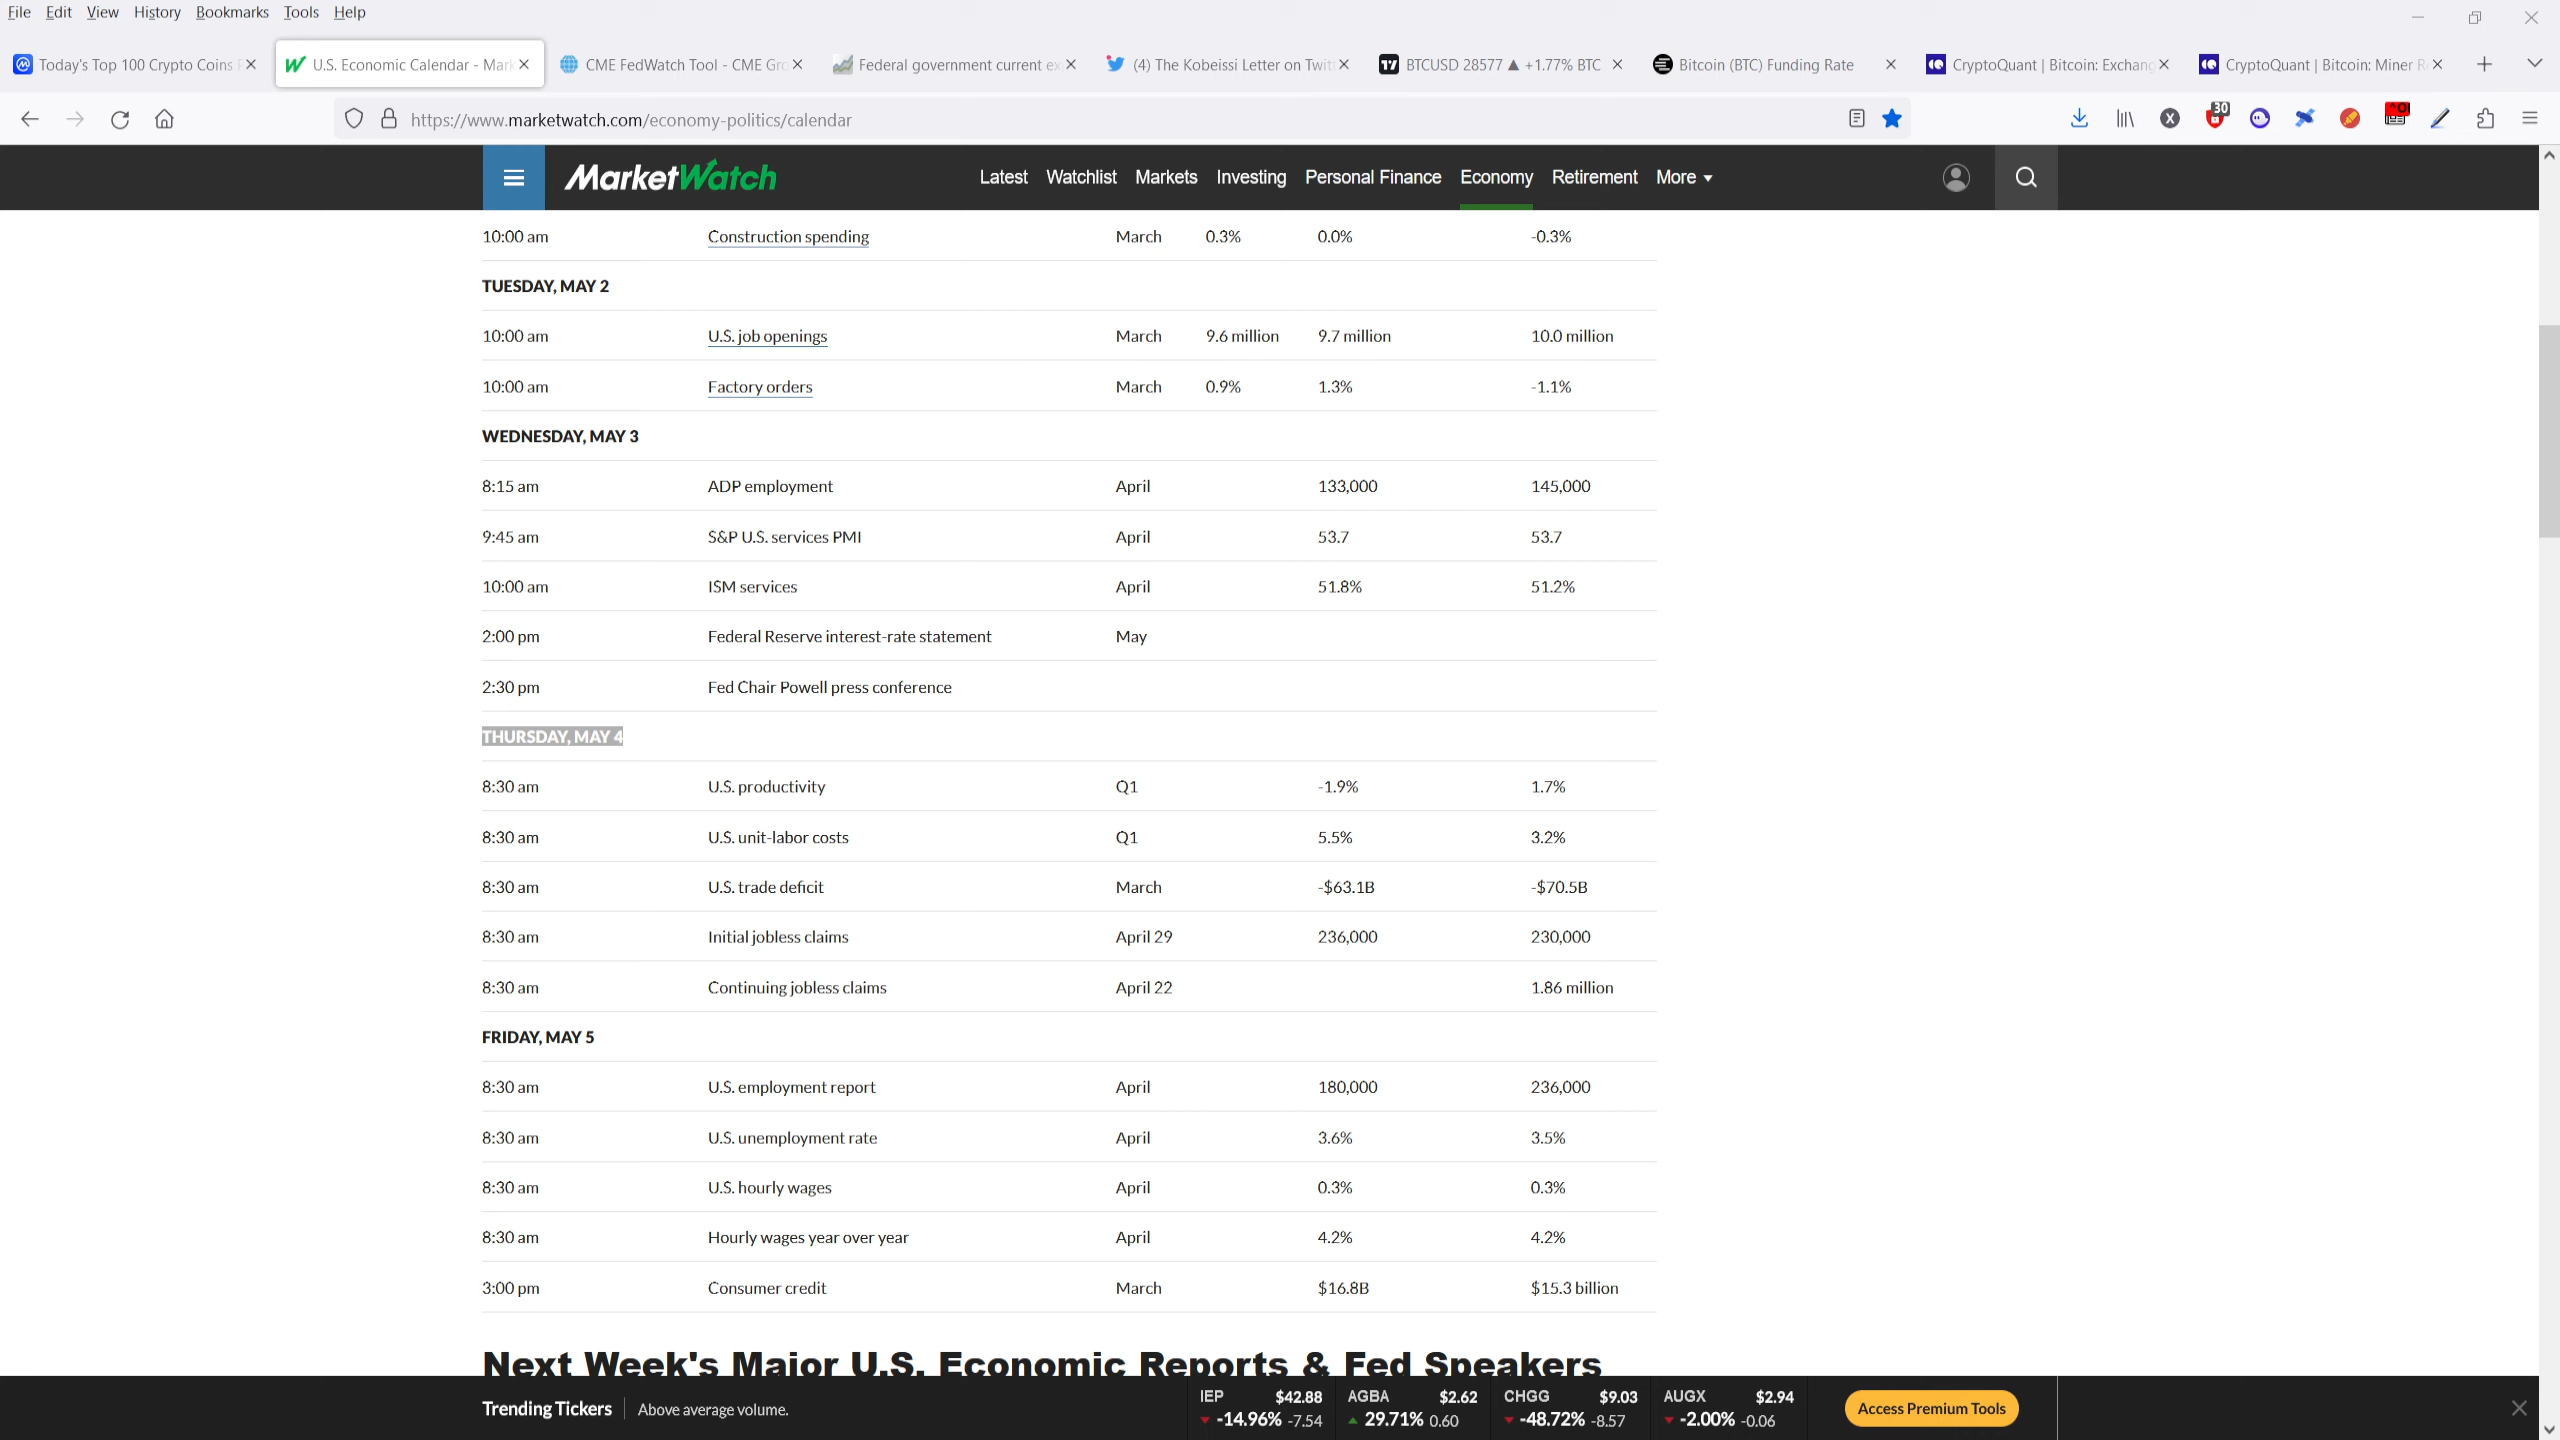 File Edit View History Bookmarks Tools Help
Today's Top 100 Crypto Coins U.S. Economic Calendar - Mark CME FedWatch Tool - CME Gro Federal government current ex (4) The Kobeissi Letter on Twitt BTCUSD 28577 ▲ +1.77% BTC Bitcoin (BTC) Funding Rate CryptoQuant | Bitcoin: Exchang CryptoQuant | Bitcoin: Miner R
https://www.marketwatch.com/economy-politics/calendar 30
MarketWatch Latest Watchlist Markets Investing Personal Finance Economy Retirement More
10:00 am Construction spending March 0.3% 0.0% -0.3%
TUESDAY, MAY 2
10:00 am U.S. job openings March 9.6 million 9.7 million 10.0 million
10:00 am Factory orders March 0.9% 1.3% -1.1%
WEDNESDAY, MAY 3
8:15 am ADP employment April 133,000 145,000
9:45 am S&P U.S. services PMI April 53.7 53.7
10:00 am ISM services April 51.8% 51.2%
2:00 pm Federal Reserve interest-rate statement May
2:30 pm Fed Chair Powell press conference
THURSDAY, MAY 4
8:30 am U.S. productivity Q1 -1.9% 1.7%
8:30 am U.S. unit-labor costs Q1 5.5% 3.2%
8:30 am U.S. trade deficit March -$63.1B -$70.5B
8:30 am Initial jobless claims April 29 236,000 230,000
8:30 am Continuing jobless claims April 22 1.86 million
FRIDAY, MAY 5
8:30 am U.S. employment report April 180,000 236,000
8:30 am U.S. unemployment rate April 3.6% 3.5%
8:30 am U.S. hourly wages April 0.3% 0.3%
8:30 am Hourly wages year over year April 4.2% 4.2%
3:00 pm Consumer credit March $16.8B $15.3 billion
Next Week's Major U.S. Economic Reports & Fed Speakers
Trending Tickers Above average volume.
IEP $42.88 AGBA $2.62 CHGG $9.03 AUGX $2.94
-14.96% -7.54 29.71% 0.60 -48.72% -8.57 -2.00% -0.06
Access Premium Tools